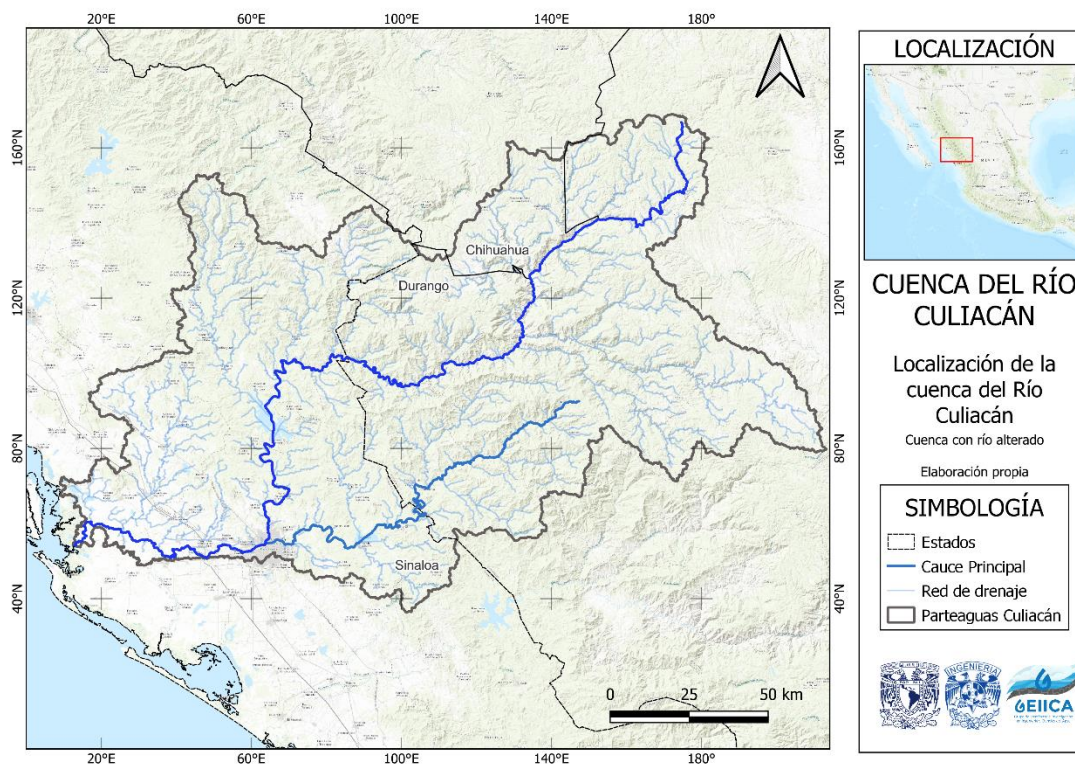 20°E 60°E 100°E 140°E 180°
LOCALIZACIÓN
160°N 160°N
Chihuahua
Durango
120°N 120°N
CUENCA DEL RÍO
CULIACÁN
Localización de la
cuenca del Río
Culiacán
Cuenca con río alterado
Elaboración propia
80°N 80°N
SIMBOLOGÍA
Estados
Cauce Principal
Red de drenaje
Parteaguas Culiacán
Sinaloa
40°N 40°N
0 25 50 km
INGENIERIA
GEIICA
20°E 60°E 100°E 140°E 180°